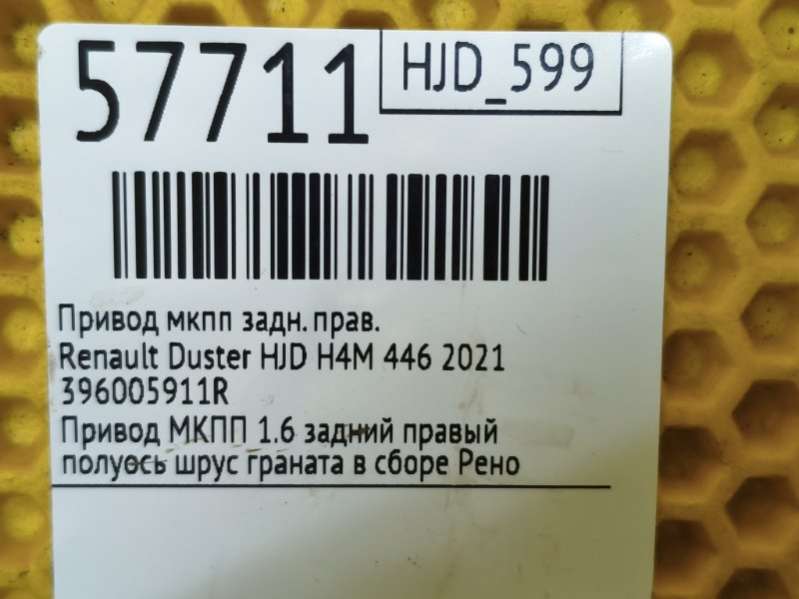 57711
HJD_599
Привод мкпп задн. прав.
Renault Duster HJD H4M 446 2021
396005911R
Привод МКПП 1.6 задний правый
полуось шрус граната в сборе Рено